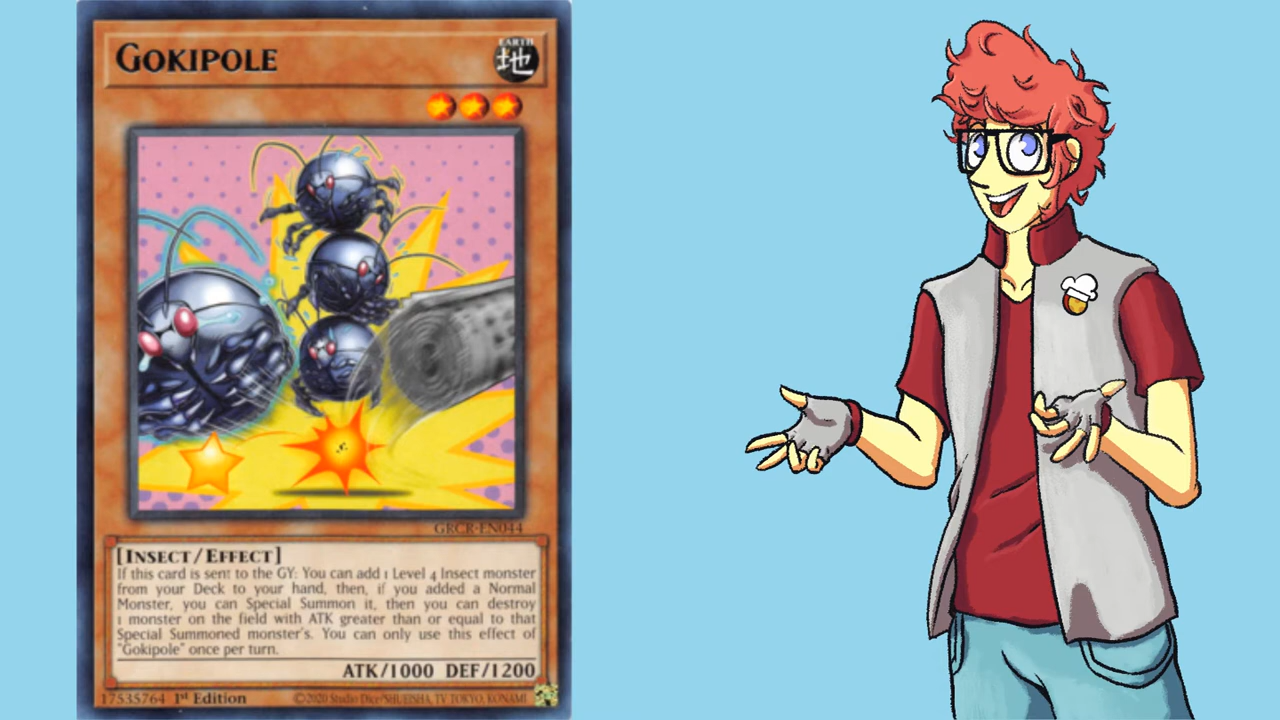 GOKIPOLE
EARTH
地
GRCR-EN044
[INSECT/EFFECT]
If this card is sent to the GY: You can add 1 Level 4 Insect monster
from your Deck to your hand, then, if you added a Normal
Monster, you can Special Summon it, then you can destroy
1 monster on the field with ATK greater than or equal to that
Special Summoned monster's. You can only use this effect of
"Gokipole" once per turn.
ATK/1000 DEF/1200
17535764 1st Edition ©2020 Studio Dice/SHUEISHA, TV TOKYO, KONAMI